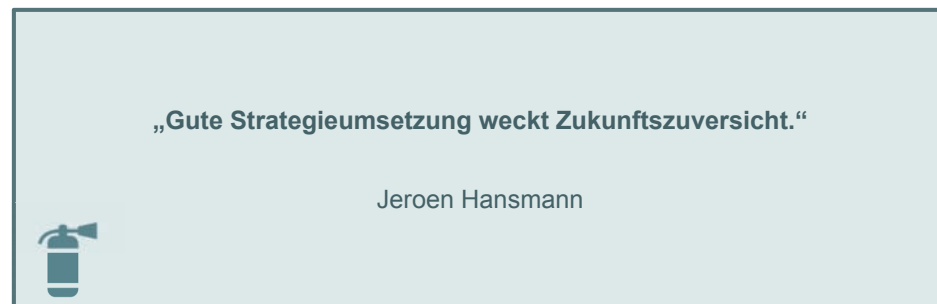 „Gute Strategieumsetzung weckt Zukunftszuversicht.“
Jeroen Hansmann